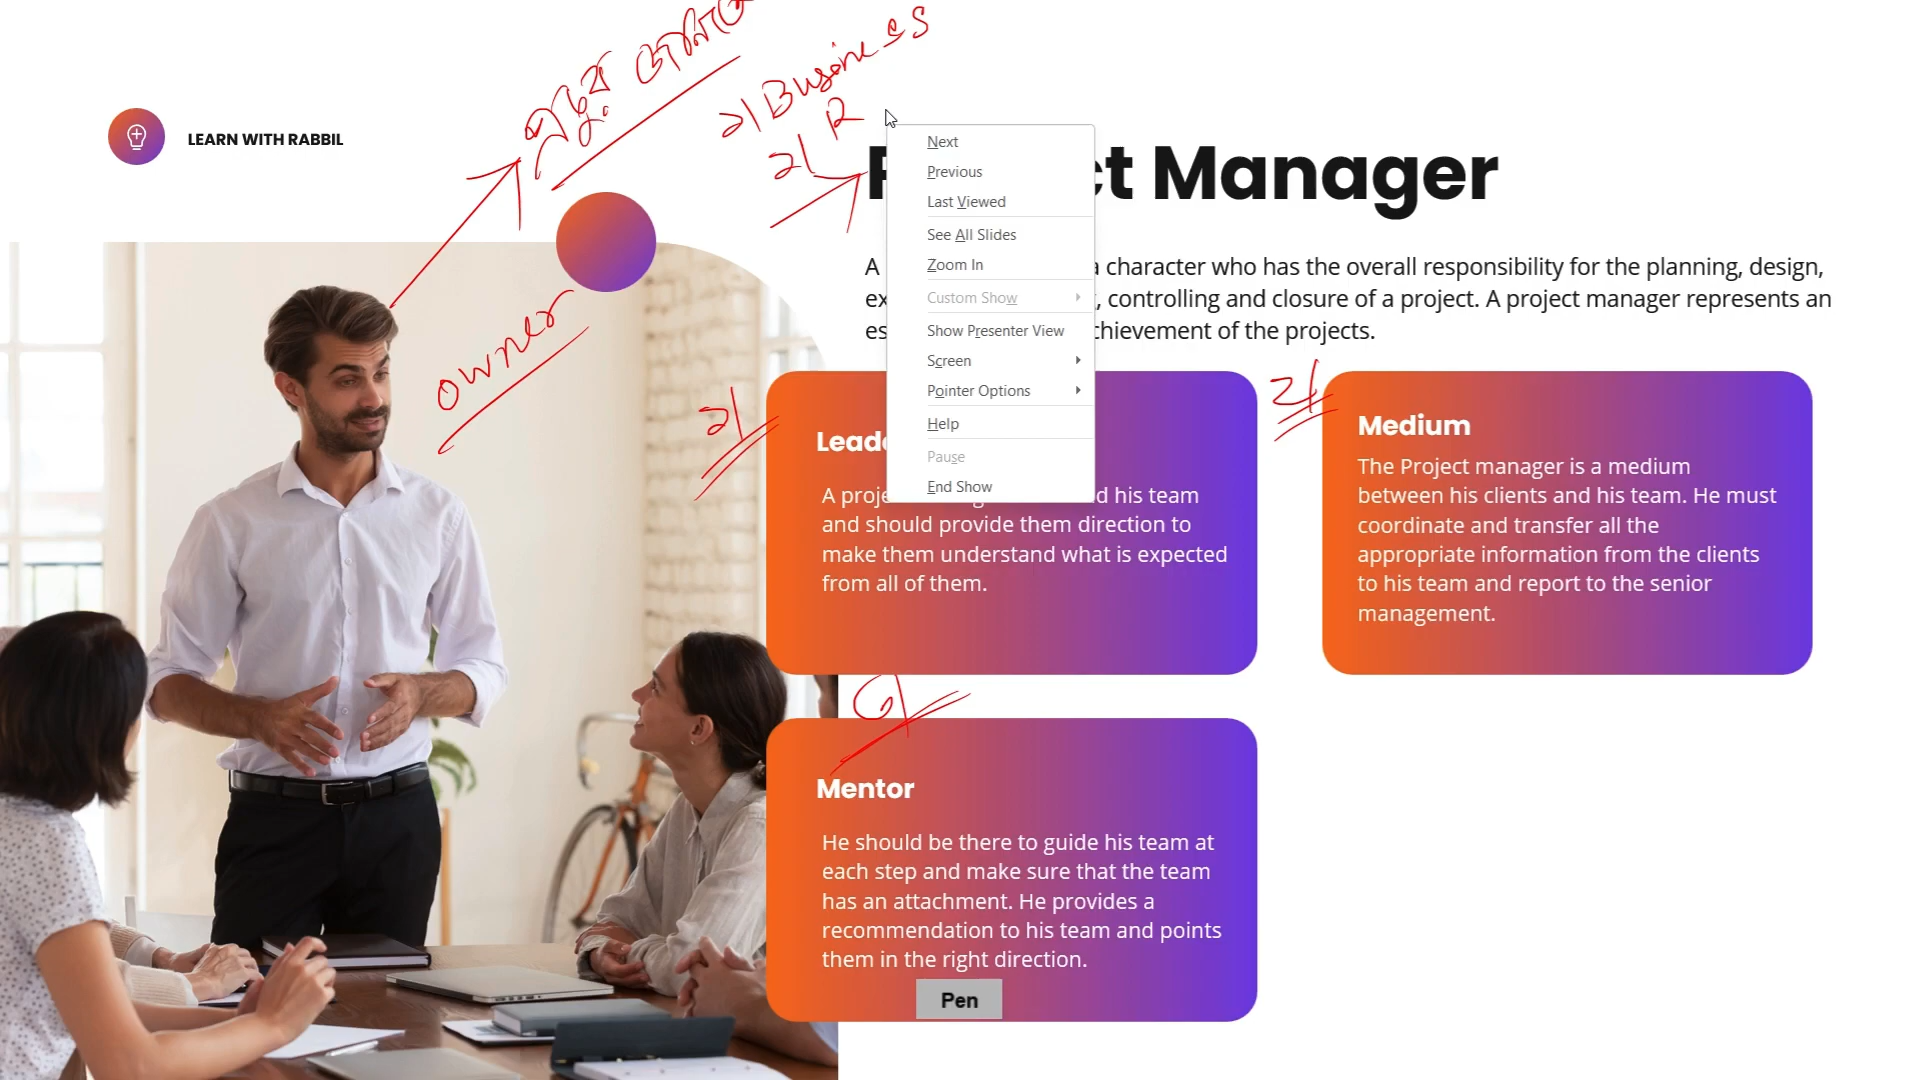 LEARN WITH RABBIL
২। Business
২। R
owner
ct Manager
A
a character who has the overall responsibility for the planning, design,
ex
, controlling and closure of a project. A project manager represents an
es
chievement of the projects.
Next
Previous
Last Viewed
See All Slides
Zoom In
Custom Show
Show Presenter View
Screen
Pointer Options
Help
Pause
End Show
২।
Leade
A proje
d his team
and should provide them direction to
make them understand what is expected
from all of them.
২।
Medium
The Project manager is a medium
between his clients and his team. He must
coordinate and transfer all the
appropriate information from the clients
to his team and report to the senior
management.
৩।
Mentor
He should be there to guide his team at
each step and make sure that the team
has an attachment. He provides a
recommendation to his team and points
them in the right direction.
Pen